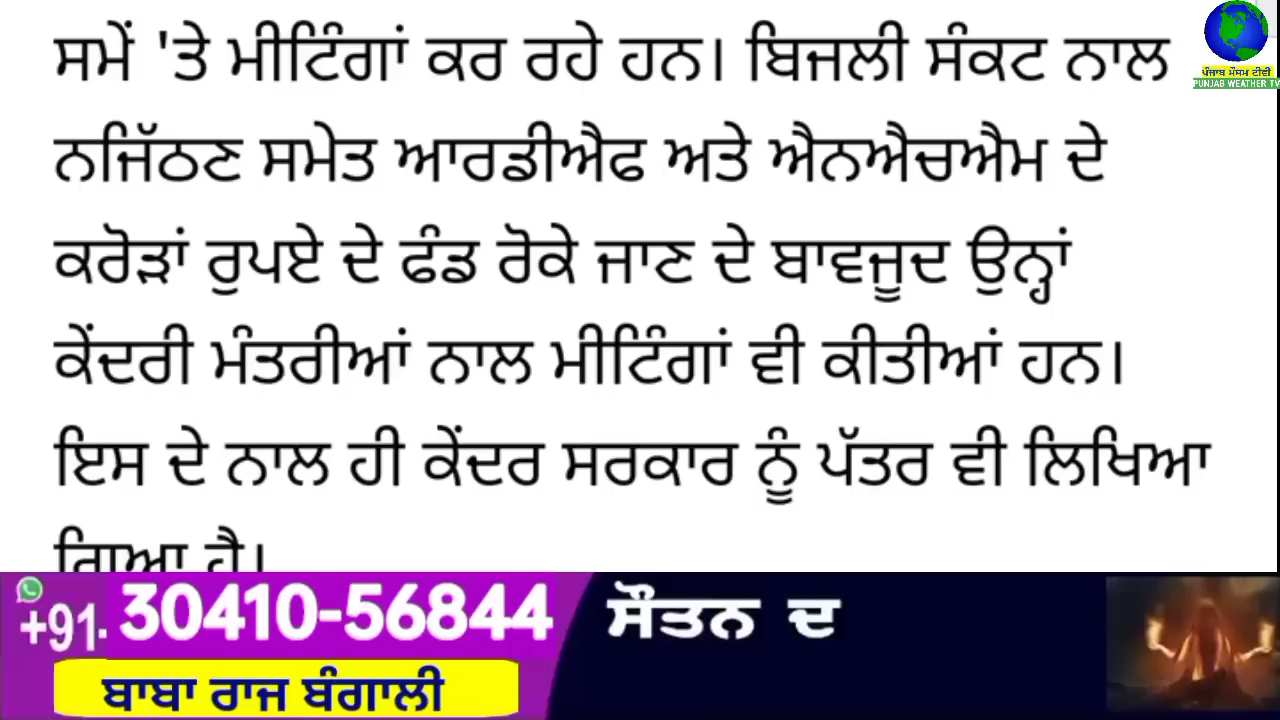 ਸਮੇਂ 'ਤੇ ਮੀਟਿੰਗਾਂ ਕਰ ਰਹੇ ਹਨ। ਬਿਜਲੀ ਸੰਕਟ ਨਾਲ
ਨਜਿੱਠਣ ਸਮੇਤ ਆਰਡੀਐਫ ਅਤੇ ਐਨਐਚਐਮ ਦੇ
ਕਰੋੜਾਂ ਰੁਪਏ ਦੇ ਫੰਡ ਰੋਕੇ ਜਾਣ ਦੇ ਬਾਵਜੂਦ ਉਨ੍ਹਾਂ
ਕੇਂਦਰੀ ਮੰਤਰੀਆਂ ਨਾਲ ਮੀਟਿੰਗਾਂ ਵੀ ਕੀਤੀਆਂ ਹਨ।
ਇਸ ਦੇ ਨਾਲ ਹੀ ਕੇਂਦਰ ਸਰਕਾਰ ਨੂੰ ਪੱਤਰ ਵੀ ਲਿਖਿਆ
ਗਿਆ ਹੈ।
ਪੰਜਾਬ ਮੌਸਮ ਟੀਵੀ
PUNJAB WEATHER TV
+91- 30410-56844
ਬਾਬਾ ਰਾਜ ਬੰਗਾਲੀ
ਸੌਤਨ ਦ